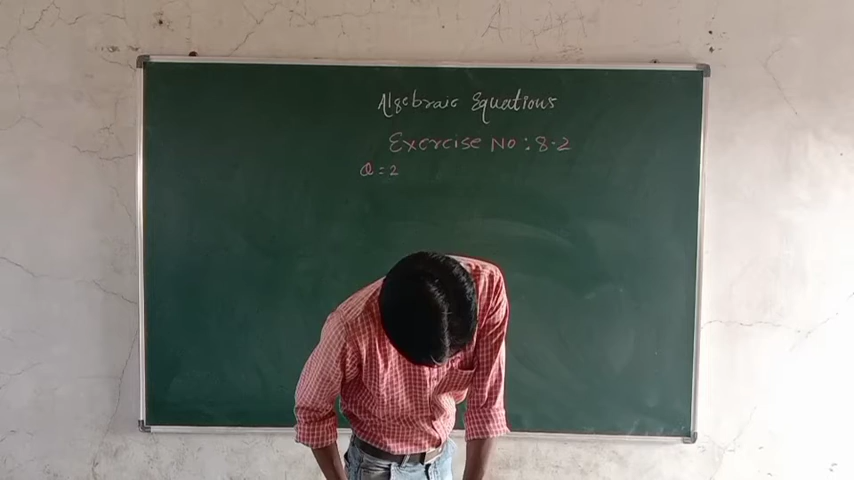 Algebraic Equations
Exercise No: 8.2
Q = 2